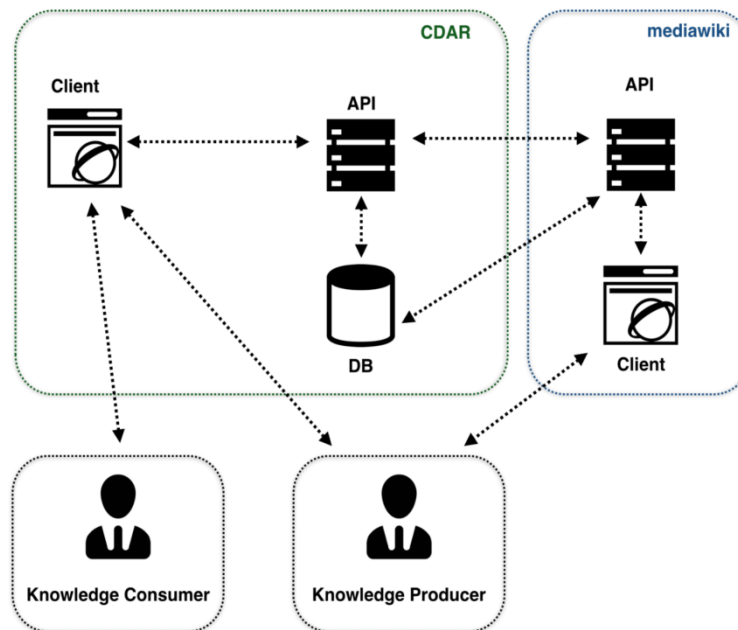 CDAR
mediawiki
Client
API
API
DB
Client
Knowledge Consumer
Knowledge Producer